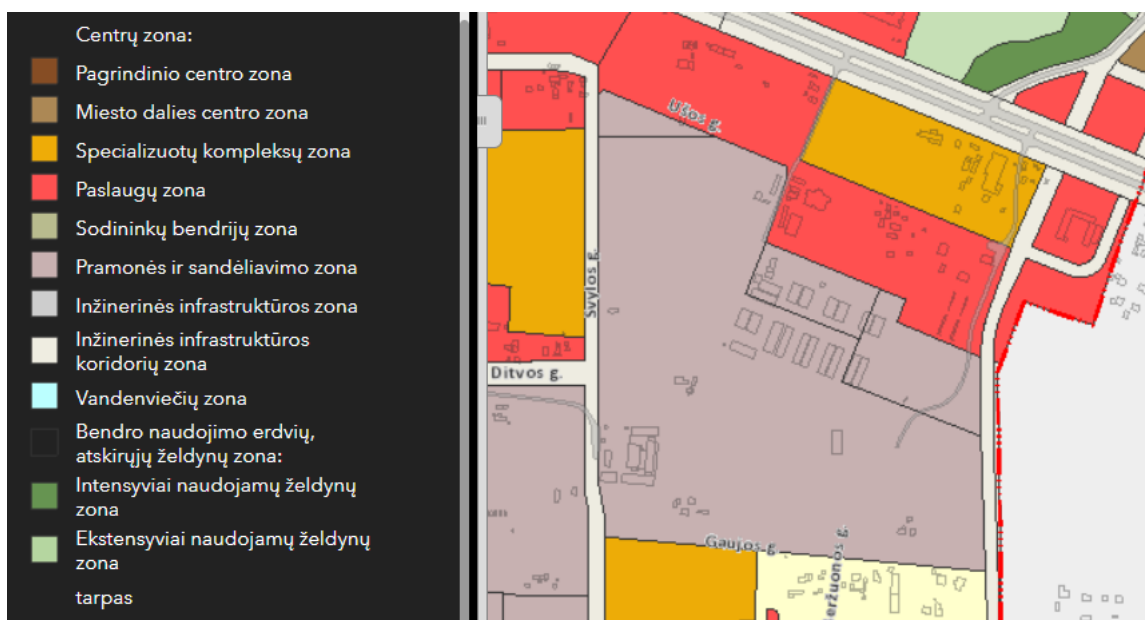 Centrų zona:
Pagrindinio centro zona
Miesto dalies centro zona
Specializuotų kompleksų zona
Paslaugų zona
Sodininkų bendrijų zona
Pramonės ir sandėliavimo zona
Inžinerinės infrastruktūros zona
Inžinerinės infrastruktūros
koridorių zona
Vandenviečių zona
Bendro naudojimo erdvių,
atskirųjų želdynų zona:
Intensyviai naudojamų želdynų
zona
Ekstensyviai naudojamų želdynų
zona
tarpas
Ušos g.
Svylos g.
Ditvos g.
Gaujos g.